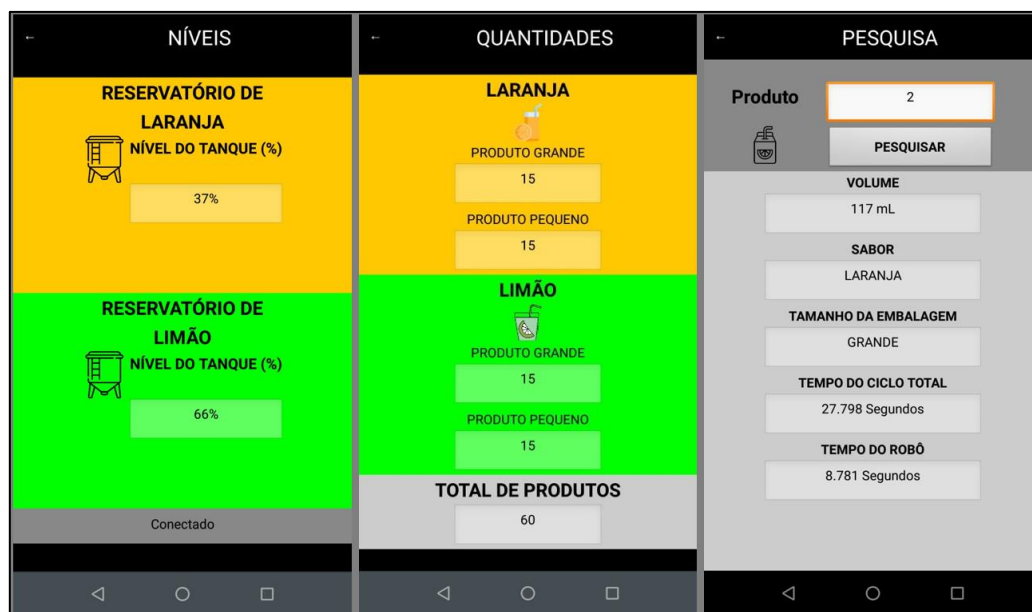 NÍVEIS
RESERVATÓRIO DE
LARANJA
NÍVEL DO TANQUE (%)
37%
RESERVATÓRIO DE
LIMÃO
NÍVEL DO TANQUE (%)
66%
Conectado
QUANTIDADES
LARANJA
PRODUTO GRANDE
15
PRODUTO PEQUENO
15
LIMÃO
PRODUTO GRANDE
15
PRODUTO PEQUENO
15
TOTAL DE PRODUTOS
60
PESQUISA
Produto
2
PESQUISAR
VOLUME
117 mL
SABOR
LARANJA
TAMANHO DA EMBALAGEM
GRANDE
TEMPO DO CICLO TOTAL
27.798 Segundos
TEMPO DO ROBÔ
8.781 Segundos